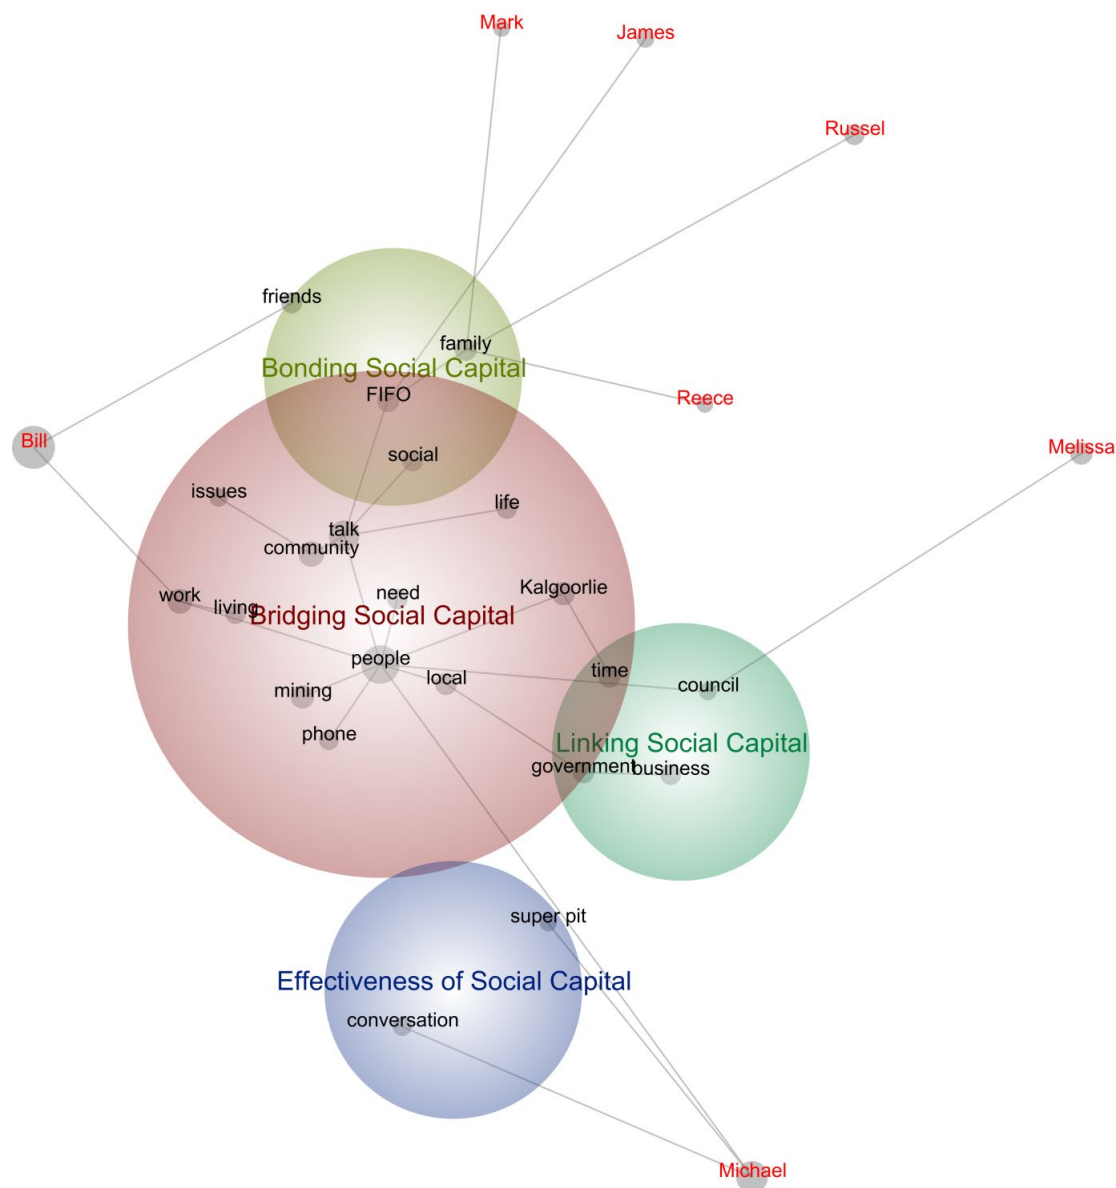 Mark
James
Russel
friends
family
Bonding Social Capital
FIFO
Reece
Bill
social
Melissa
issues
life
talk
community
Kalgoorlie
need
work
living
Bridging Social Capital
people
time
local
council
mining
phone
Linking Social Capital
government
business
super pit
Effectiveness of Social Capital
conversation
Michael